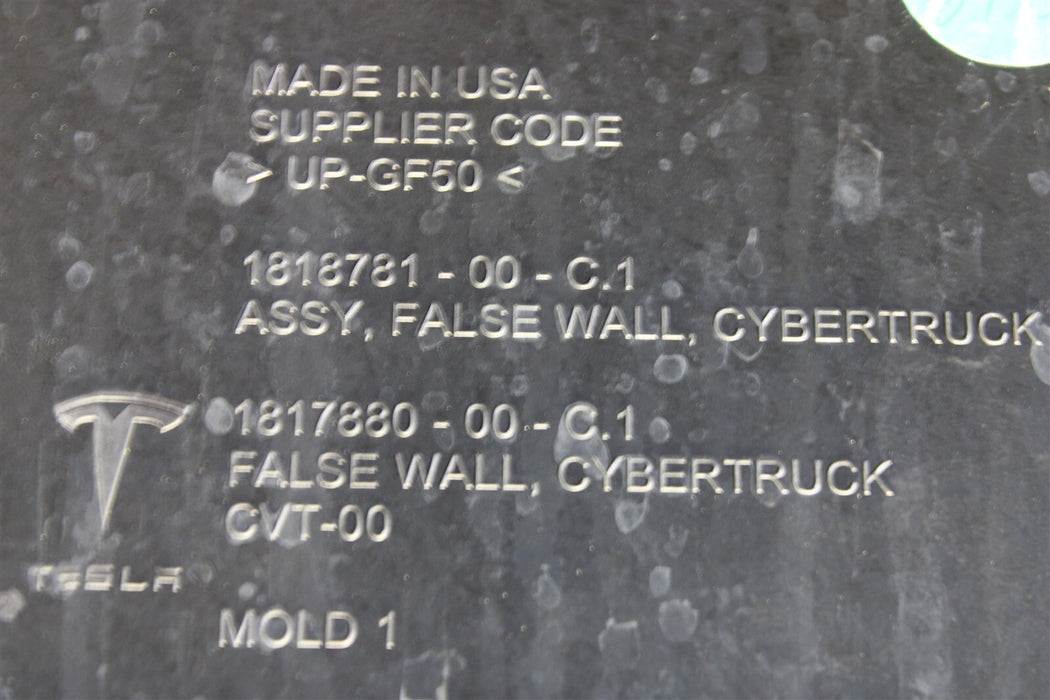 MADE IN USA
SUPPLIER CODE
> UP-GF50 <
1818781 - 00 - C.1
ASSY, FALSE WALL, CYBERTRUCK
1817880 - 00 - C.1
FALSE WALL, CYBERTRUCK
CVT-00
TESLA
MOLD 1